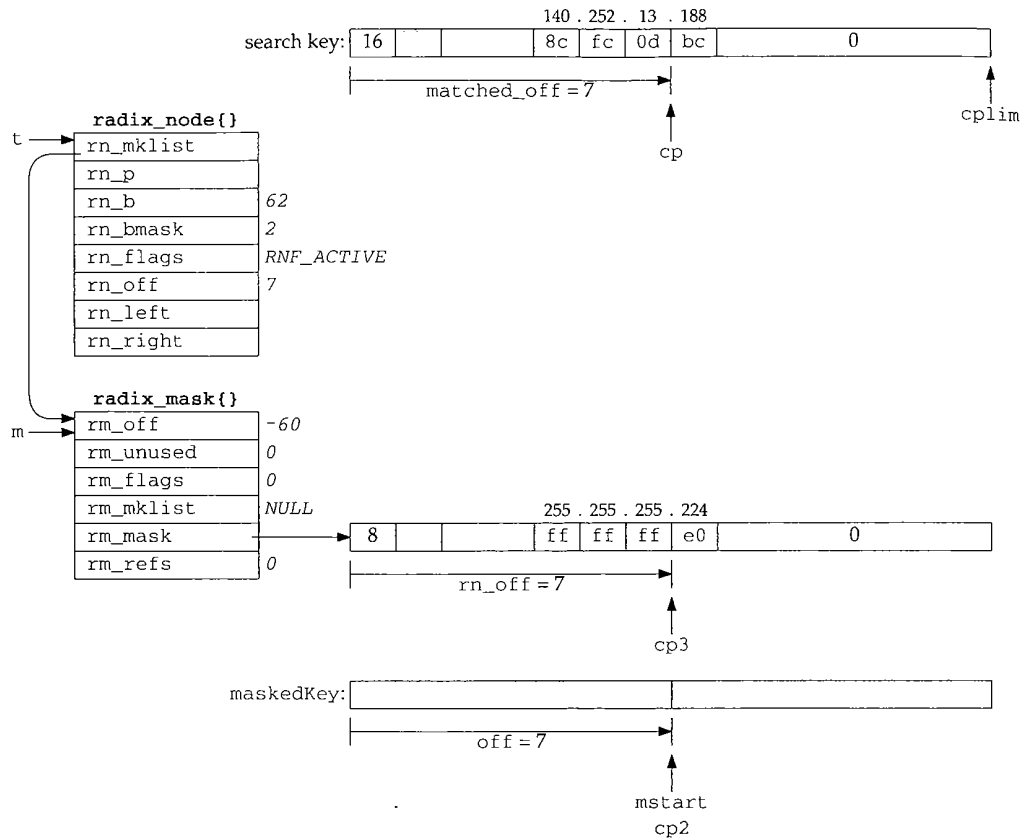 140 . 252 . 13 . 188
search key: 16 8c fc 0d bc 0
matched_off = 7
cp
cplim
radix_node{}
t
rn_mklist
rn_p
rn_b 62
rn_bmask 2
rn_flags RNF_ACTIVE
rn_off 7
rn_left
rn_right
radix_mask{}
m
rm_off -60
rm_unused 0
rm_flags 0
rm_mklist NULL
255 . 255 . 255 . 224
rm_mask 8 ff ff ff e0 0
rm_refs 0
rn_off = 7
cp3
maskedKey:
off = 7
mstart
cp2